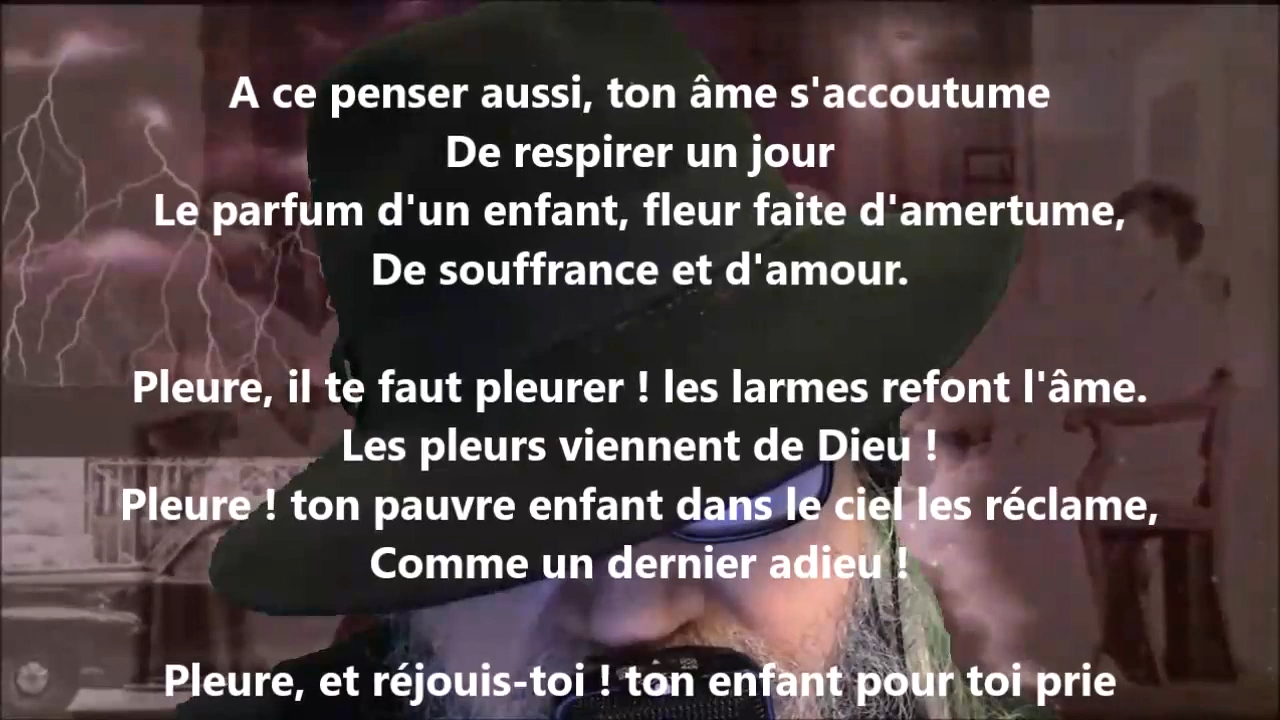 A ce penser aussi, ton âme s'accoutume
De respirer un jour
Le parfum d'un enfant, fleur faite d'amertume,
De souffrance et d'amour.
Pleure, il te faut pleurer ! les larmes refont l'âme.
Les pleurs viennent de Dieu !
Pleure ! ton pauvre enfant dans le ciel les réclame,
Comme un dernier adieu !
Pleure, et réjouis-toi ! ton enfant pour toi prie